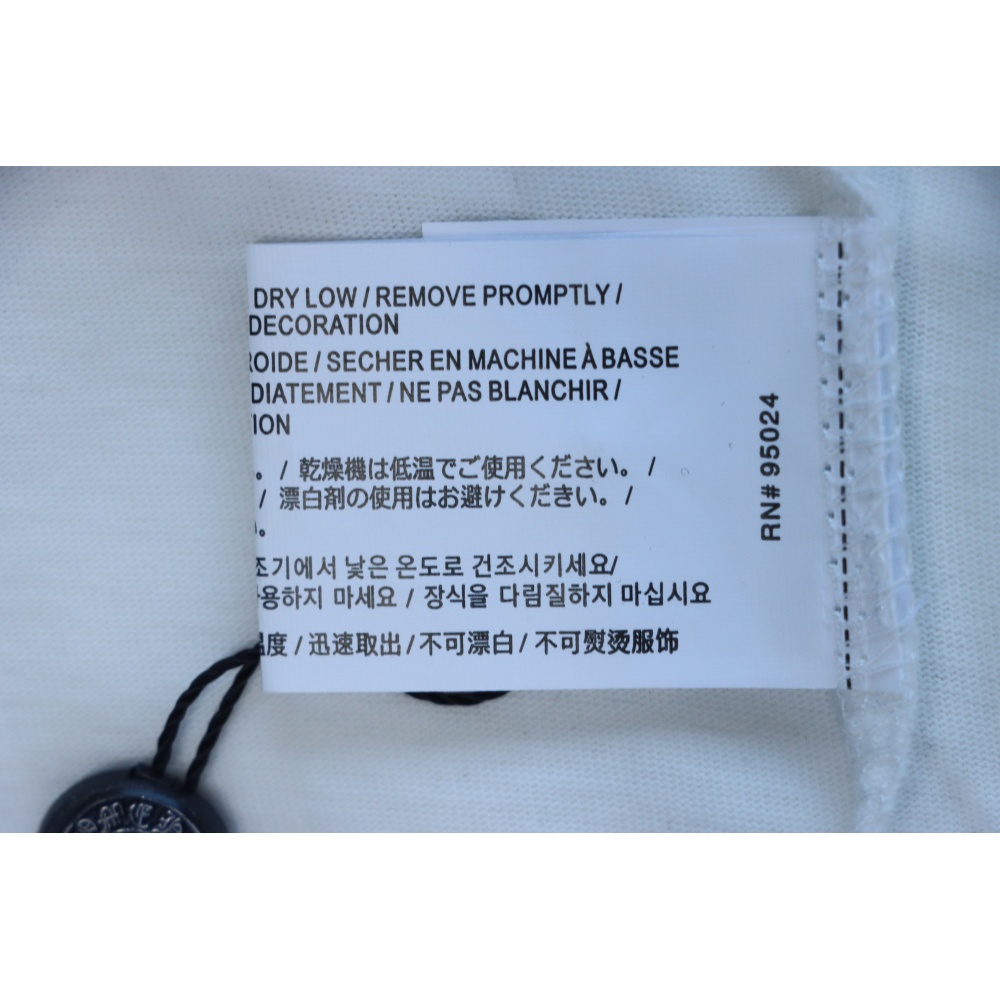 DRY LOW / REMOVE PROMPTLY /
DECORATION
ROIDE / SECHER EN MACHINE À BASSE
DIATEMENT / NE PAS BLANCHIR /
ION
。 / 乾燥機は低温でご使用ください。 /
/ 漂白剤の使用はお避けくだきい。 /
。
조기에서 낮은 온도로 건조시키세요/
용하지 마세요 / 장식을 다림질하지 마십시요
温度 / 迅速取出 / 不可漂白 / 不可熨烫服饰
RN# 95024